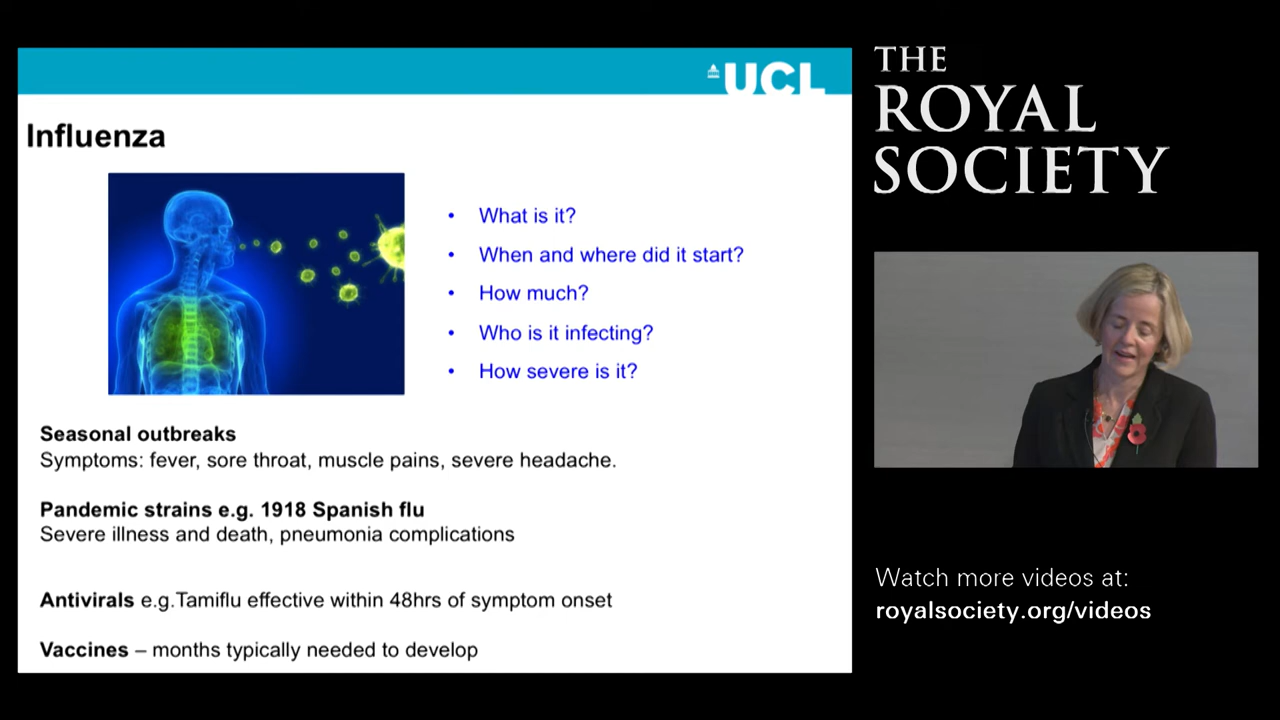 UCL
Influenza
• What is it?
• When and where did it start?
• How much?
• Who is it infecting?
• How severe is it?
Seasonal outbreaks
Symptoms: fever, sore throat, muscle pains, severe headache.
Pandemic strains e.g. 1918 Spanish flu
Severe illness and death, pneumonia complications
Antivirals e.g.Tamiflu effective within 48hrs of symptom onset
Vaccines – months typically needed to develop
THE
ROYAL
SOCIETY
Watch more videos at:
royalsociety.org/videos